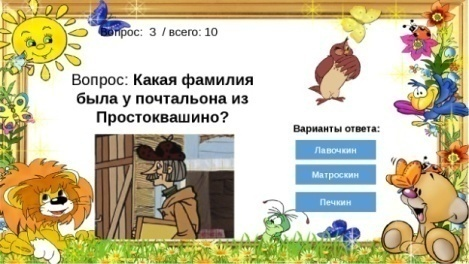 Вопрос: 3 / всего: 10
Вопрос: Какая фамилия
была у почтальона из
Простоквашино?
Варианты ответа:
Лавочкин
Матроскин
Печкин